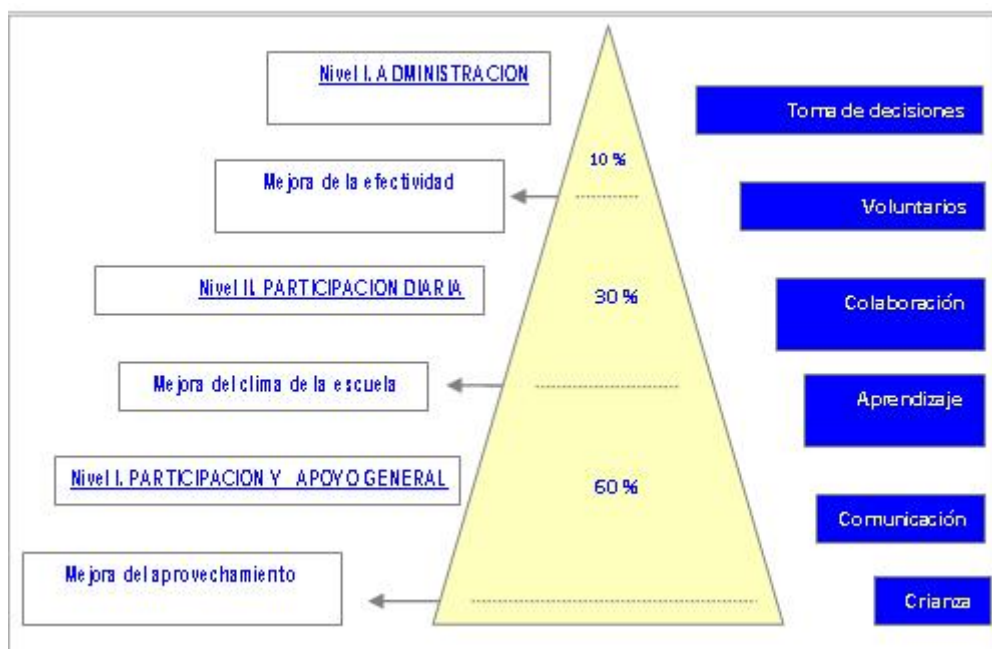 Nivel I. ADMINISTRACION
Toma de decisiones
10 %
Mejora de la efectividad
Voluntarios
Nivel II. PARTICIPACION DIARIA
30 %
Colaboración
Mejora del clima de la escuela
Aprendizaje
Nivel I. PARTICIPACION Y APOYO GENERAL
60 %
Comunicación
Mejora del aprovechamiento
Crianza